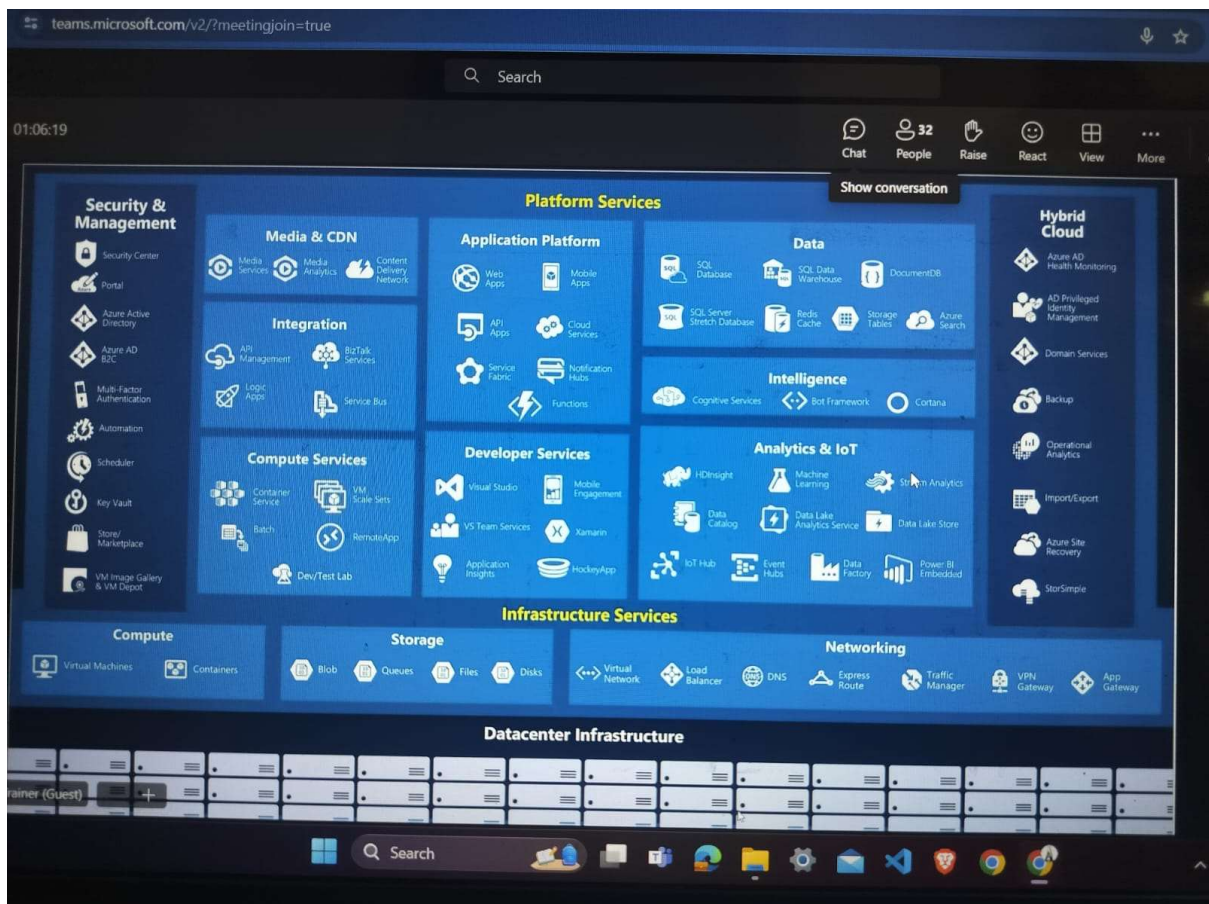 teams.microsoft.com/v2/?meetingjoin=true
Search
01:06:19
Chat
32
People
Raise
React
View
More
Show conversation
Platform Services
Security &
Management
Security Center
Portal
Azure Active
Directory
Azure AD
B2C
Multi-Factor
Authentication
Automation
Scheduler
Key Vault
Store/
Marketplace
VM Image Gallery
& VM Depot
Media & CDN
Media
Services
Media
Analytics
Content
Delivery
Network
Integration
API
Management
BizTalk
Services
Logic
Apps
Service Bus
Compute Services
Container
Service
VM
Scale Sets
Batch
RemoteApp
Dev/Test Lab
Application Platform
Web
Apps
Mobile
Apps
API
Apps
Cloud
Services
Service
Fabric
Notification
Hubs
Functions
Developer Services
Visual Studio
Mobile
Engagement
VS Team Services
Xamarin
Application
Insights
HockeyApp
Data
SQL
SQL
Database
SQL Data
Warehouse
DocumentDB
SQL
SQL Server
Stretch Database
Redis
Cache
Storage
Tables
Azure
Search
Intelligence
Cognitive Services
Bot Framework
Cortana
Analytics & IoT
HDInsight
Machine
Learning
Stream Analytics
Data
Catalog
Data Lake
Analytics Service
Data Lake Store
IoT Hub
Event
Hubs
Data
Factory
Power BI
Embedded
Hybrid
Cloud
Azure AD
Health Monitoring
AD Privileged
Identity
Management
Domain Services
Backup
Operational
Analytics
Import/Export
Azure Site
Recovery
StorSimple
Infrastructure Services
Compute
Virtual Machines
Containers
Storage
Blob
Queues
Files
Disks
Networking
Virtual
Network
Load
Balancer
DNS
DNS
Express
Route
Traffic
Manager
VPN
Gateway
App
Gateway
Datacenter Infrastructure
rainer (Guest)
Search